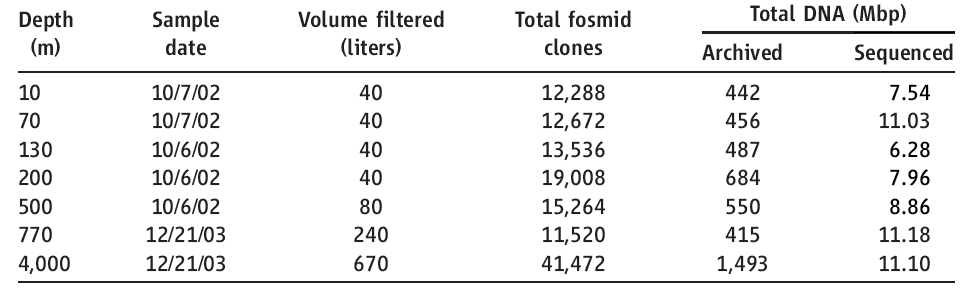 Depth Sample Volume filtered Total fosmid Total DNA (Mbp)
(m) date (liters) clones Archived Sequenced
10 10/7/02 40 12,288 442 7.54
70 10/7/02 40 12,672 456 11.03
130 10/6/02 40 13,536 487 6.28
200 10/6/02 40 19,008 684 7.96
500 10/6/02 80 15,264 550 8.86
770 12/21/03 240 11,520 415 11.18
4,000 12/21/03 670 41,472 1,493 11.10